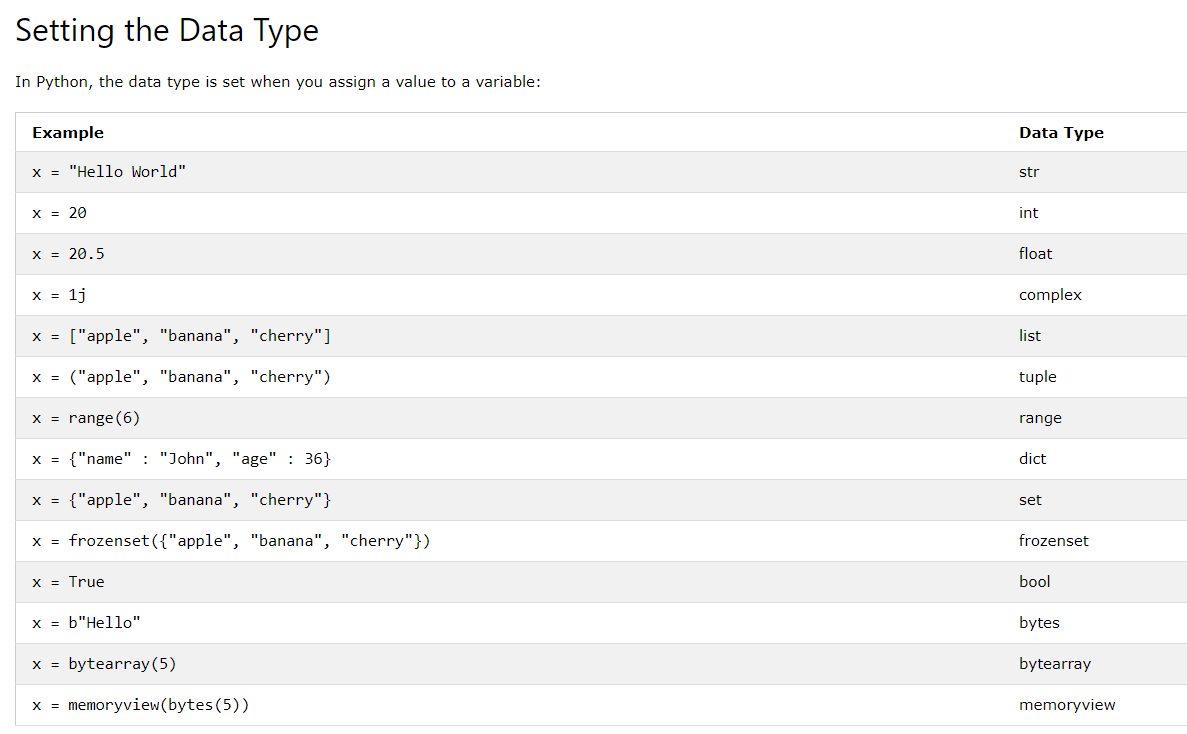 Setting the Data Type
In Python, the data type is set when you assign a value to a variable:
Example Data Type
x = "Hello World" str
x = 20 int
x = 20.5 float
x = 1j complex
x = ["apple", "banana", "cherry"] list
x = ("apple", "banana", "cherry") tuple
x = range(6) range
x = {"name" : "John", "age" : 36} dict
x = {"apple", "banana", "cherry"} set
x = frozenset({"apple", "banana", "cherry"}) frozenset
x = True bool
x = b"Hello" bytes
x = bytearray(5) bytearray
x = memoryview(bytes(5)) memoryview